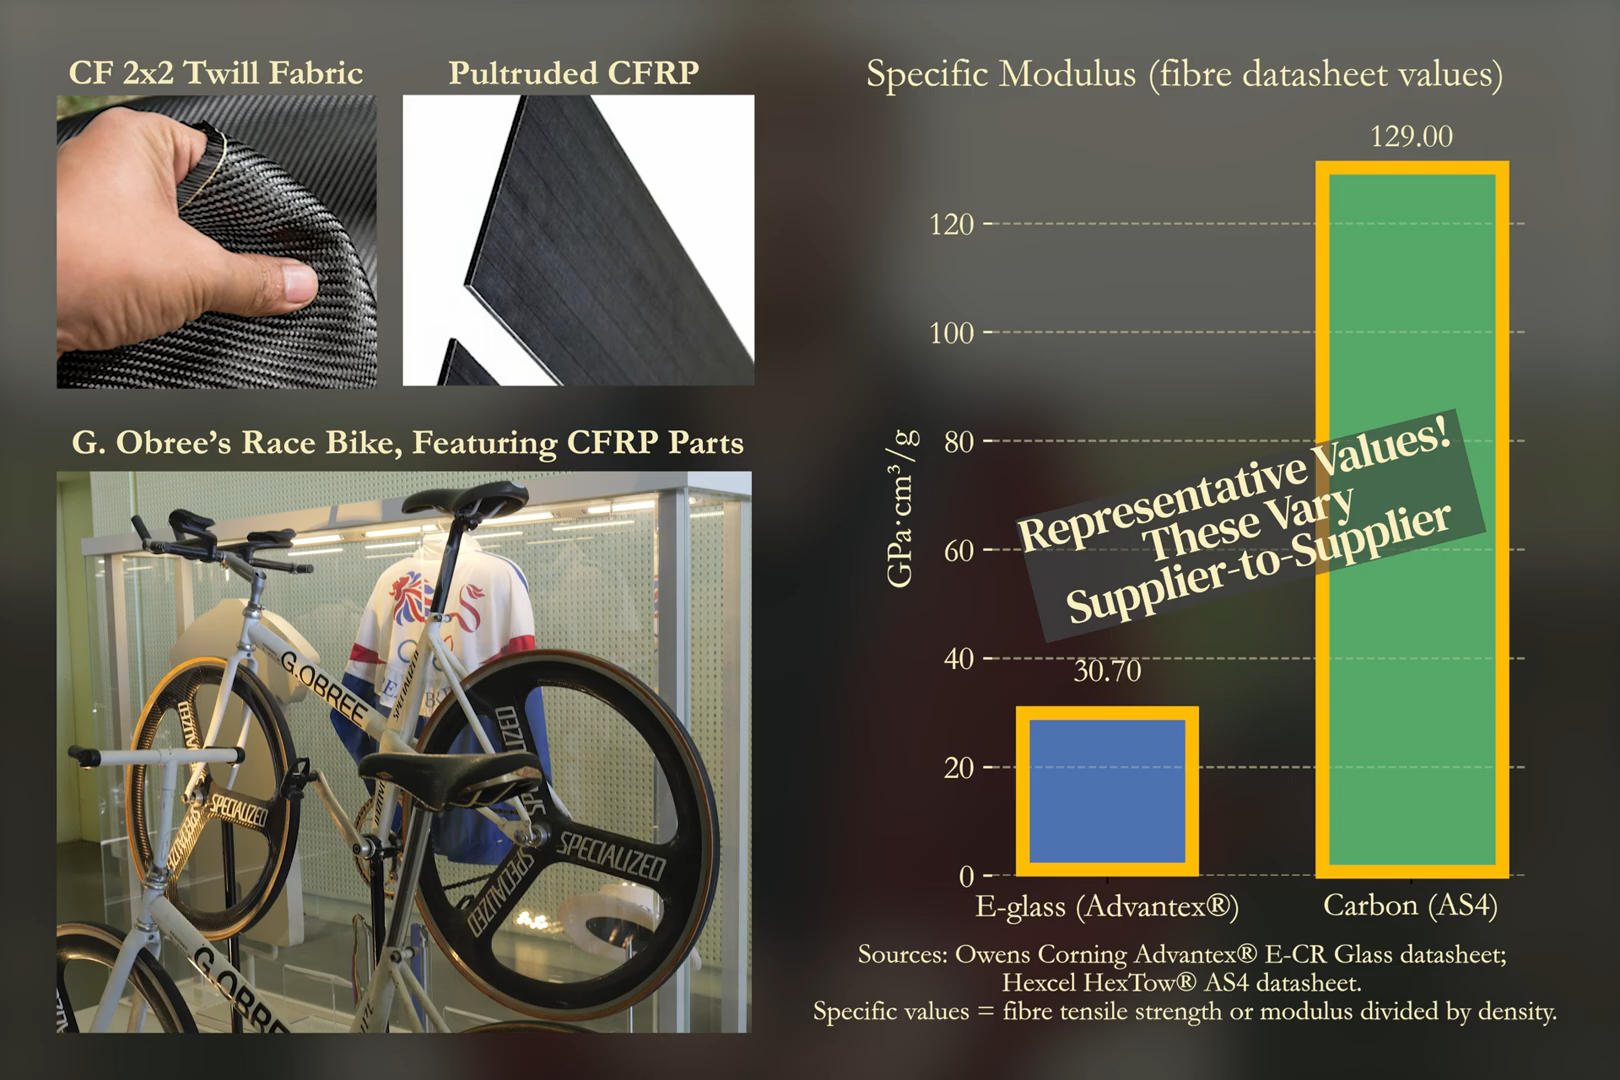 CF 2x2 Twill Fabric
Pultruded CFRP
G. Obree's Race Bike, Featuring CFRP Parts
G.OBREE
SPECIALIZED
SPECIALIZED
SPECIALIZED
SPECIALIZED
G.OBREE
Specific Modulus (fibre datasheet values)
129.00
120
100
80
60
40
20
0
GPa·cm³/g
Representative Values!
These Vary
Supplier-to-Supplier
30.70
E-glass (Advantex®)
Carbon (AS4)
Sources: Owens Corning Advantex® E-CR Glass datasheet;
Hexcel HexTow® AS4 datasheet.
Specific values = fibre tensile strength or modulus divided by density.